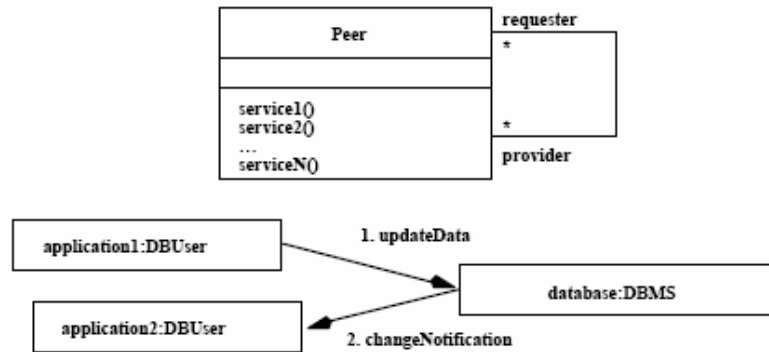 Peer
requester
*
service1()
service2()
...
serviceN()
*
provider
application1:DBUser
1. updateData
database:DBMS
application2:DBUser
2. changeNotification